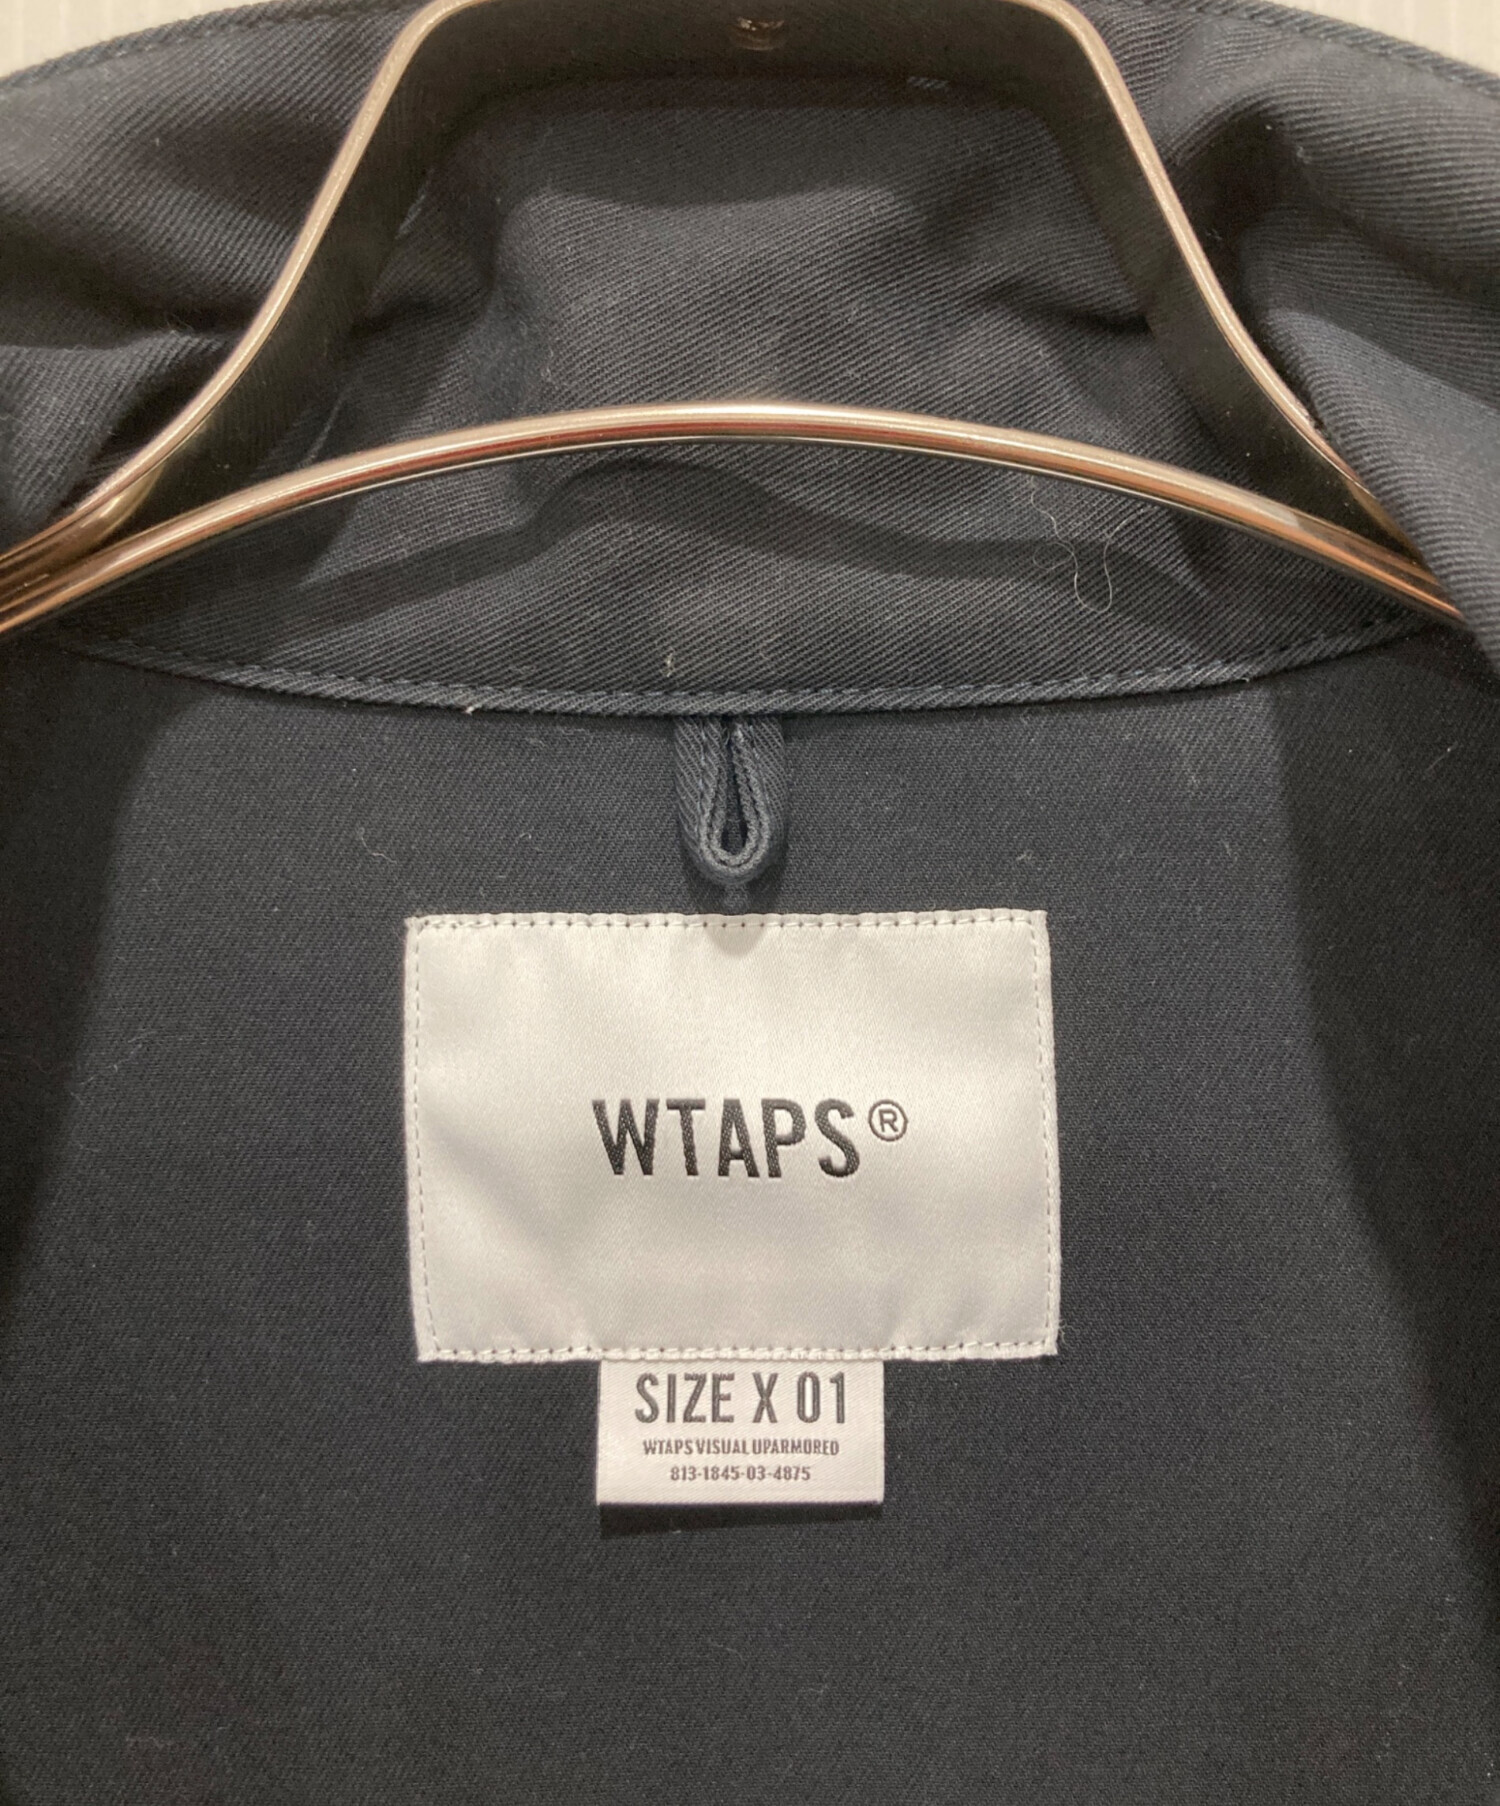 WTAPS®
SIZE X 01
WTAPS VISUAL UPARMORED
813-1845-03-4875